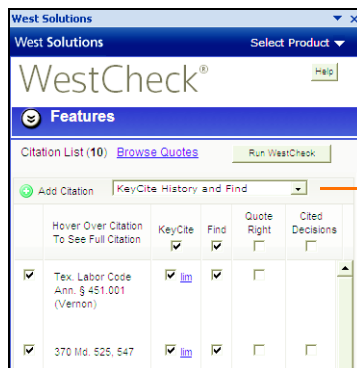 West Solutions
West Solutions Select Product
WestCheck®
Help
Features
Citation List (10) Browse Quotes Run WestCheck
Add Citation KeyCite History and Find
Hover Over Citation
To See Full Citation
KeyCite
Find
Quote
Right
Cited
Decisions
Tex. Labor Code
Ann. § 451.001
(Vernon)
lim
370 Md. 525, 547 lim